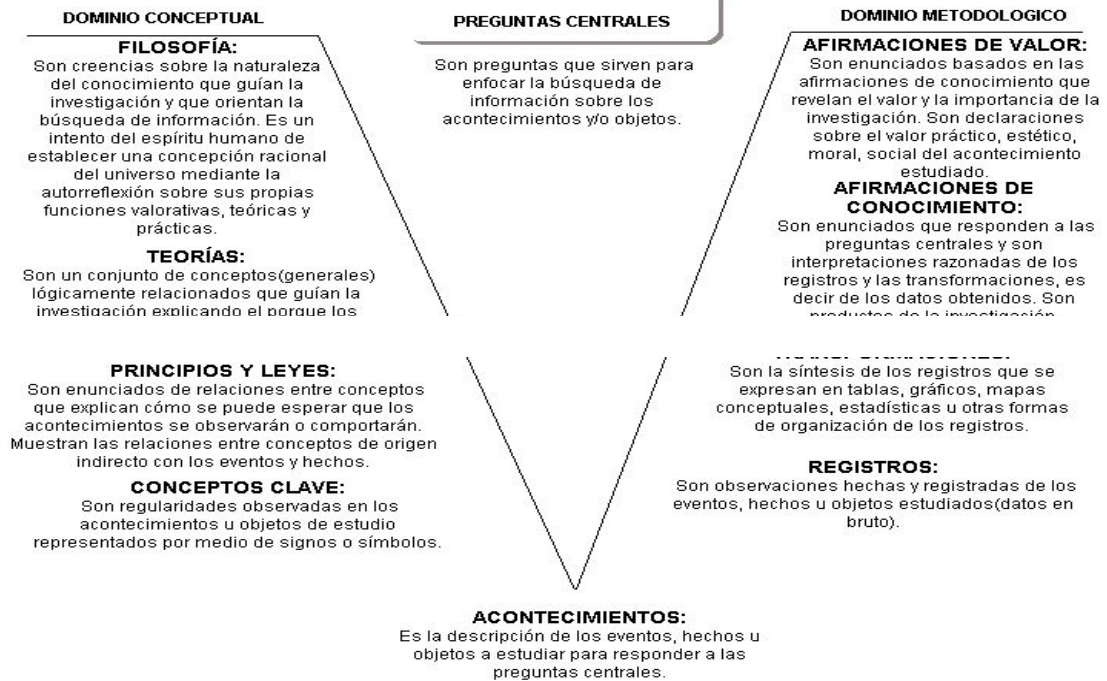 DOMINIO CONCEPTUAL
FILOSOFÍA:
Son creencias sobre la naturaleza
del conocimiento que guían la
investigación y que orientan la
búsqueda de información. Es un
intento del espíritu humano de
establecer una concepción racional
del universo mediante la
autorreflexión sobre sus propias
funciones valorativas, teóricas y
prácticas.
TEORÍAS:
Son un conjunto de conceptos(generales)
lógicamente relacionados que guían la
investigación explicando el porque los
PRINCIPIOS Y LEYES:
Son enunciados de relaciones entre conceptos
que explican cómo se puede esperar que los
acontecimientos se observarán o comportarán.
Muestran las relaciones entre conceptos de origen
indirecto con los eventos y hechos.
CONCEPTOS CLAVE:
Son regularidades observadas en los
acontecimientos u objetos de estudio
representados por medio de signos o símbolos.
PREGUNTAS CENTRALES
Son preguntas que sirven para
enfocar la búsqueda de
información sobre los
acontecimientos y/o objetos.
DOMINIO METODOLOGICO
AFIRMACIONES DE VALOR:
Son enunciados basados en las
afirmaciones de conocimiento que
revelan el valor y la importancia de la
investigación. Son declaraciones
sobre el valor práctico, estético,
moral, social del acontecimiento
estudiado.
AFIRMACIONES DE
CONOCIMIENTO:
Son enunciados que responden a las
preguntas centrales y son
interpretaciones razonadas de los
registros y las transformaciones, es
decir de los datos obtenidos. Son
productos de la investigación
Son la síntesis de los registros que se
expresan en tablas, gráficos, mapas
conceptuales, estadísticas u otras formas
de organización de los registros.
REGISTROS:
Son observaciones hechas y registradas de los
eventos, hechos u objetos estudiados(datos en
bruto).
ACONTECIMIENTOS:
Es la descripción de los eventos, hechos u
objetos a estudiar para responder a las
preguntas centrales.